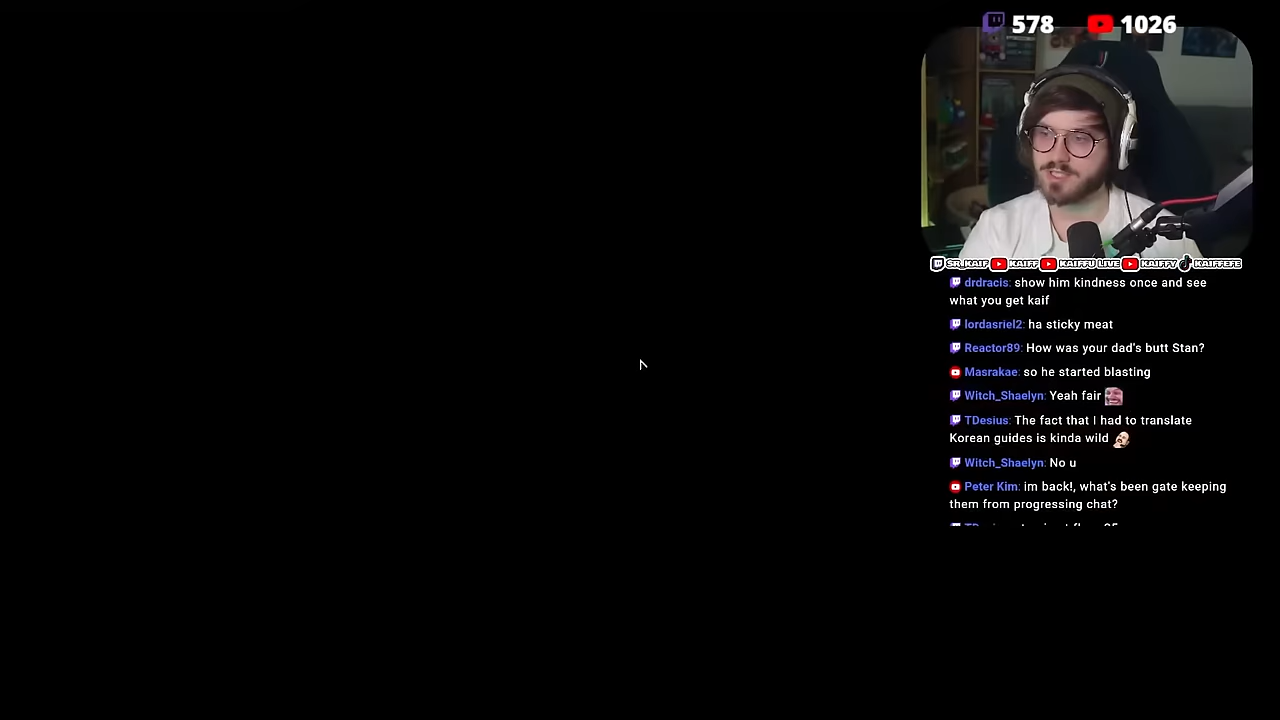 578 1026
SR_KAIF KAIFF KAIFFU LIVE KAIFFY KAIFFEFS
drdracis: show him kindness once and see
what you get kaif
lordasriel2: ha sticky meat
Reactor89: How was your dad's butt Stan?
Masrakae: so he started blasting
Witch_Shaelyn: Yeah fair
TDesius: The fact that I had to translate
Korean guides is kinda wild
Witch_Shaelyn: No u
Peter Kim: im back!, what's been gate keeping
them from progressing chat?